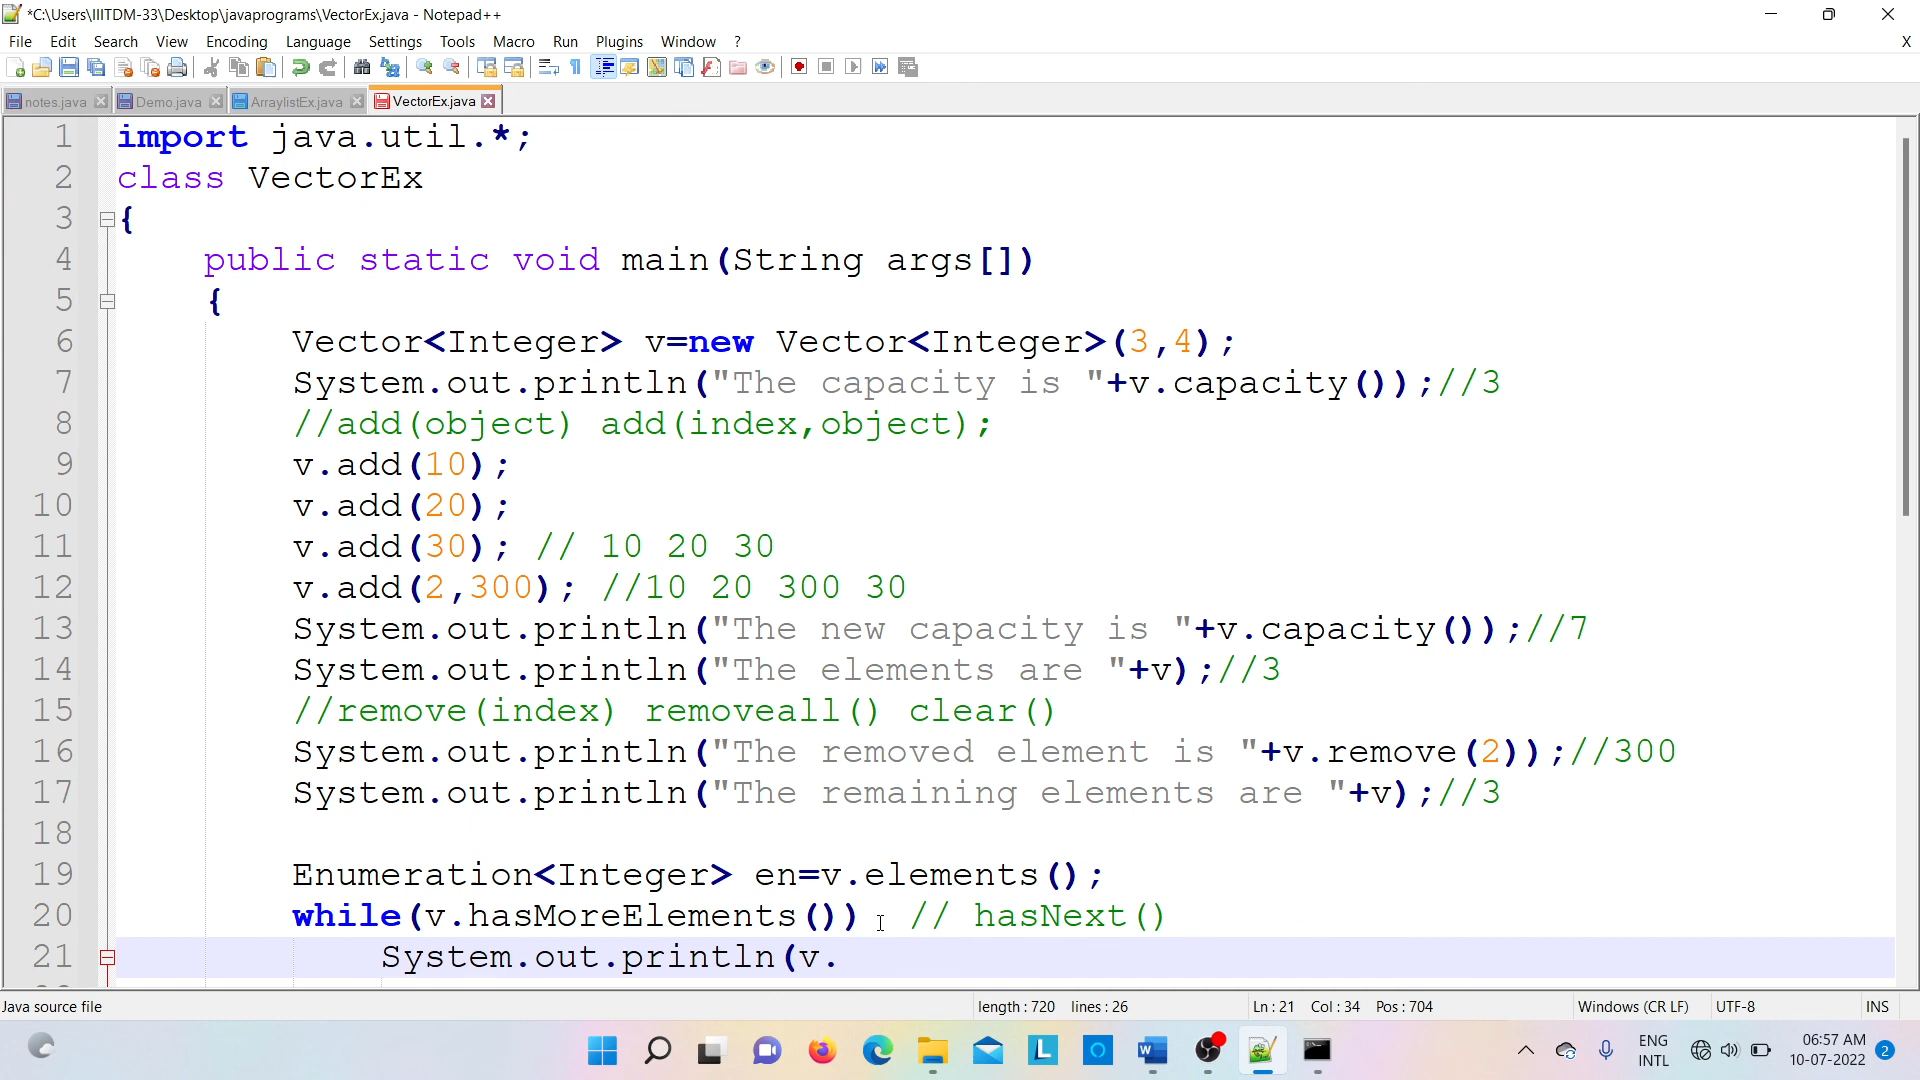 *C:\Users\IIITDM-33\Desktop\javaprograms\VectorEx.java - Notepad++
File Edit Search View Encoding Language Settings Tools Macro Run Plugins Window ? X
notes.java Demo.java ArraylistEx.java VectorEx.java
1 import java.util.*;
2 class VectorEx
3 {
4 public static void main(String args[])
5 {
6 Vector<Integer> v=new Vector<Integer>(3,4);
7 System.out.println("The capacity is "+v.capacity());//3
8 //add(object) add(index,object);
9 v.add(10);
10 v.add(20);
11 v.add(30); // 10 20 30
12 v.add(2,300); //10 20 300 30
13 System.out.println("The new capacity is "+v.capacity());//7
14 System.out.println("The elements are "+v);//3
15 //remove(index) removeall() clear()
16 System.out.println("The removed element is "+v.remove(2));//300
17 System.out.println("The remaining elements are "+v);//3
18
19 Enumeration<Integer> en=v.elements();
20 while(v.hasMoreElements()) // hasNext()
21 System.out.println(v.
Java source file length : 720 lines : 26 Ln : 21 Col : 34 Pos : 704 Windows (CR LF) UTF-8 INS
ENG 06:57 AM
INTL 10-07-2022 2